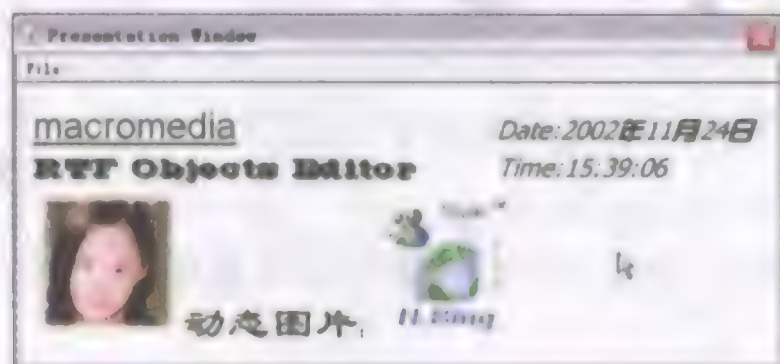 Presentation Window
File
macromedia
RTF Objects Editor
Date:2002年11月24日
Time:15:39:06
动态图片